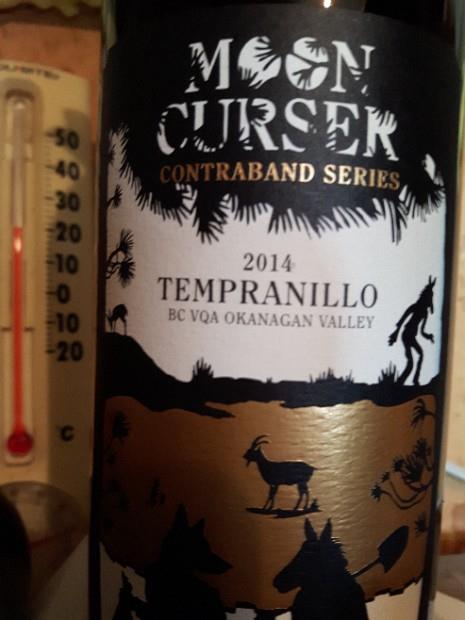 MOON
CURSER
CONTRABAND SERIES
2014
TEMPRANILLO
BC VQA OKANAGAN VALLEY
50
40
30
20
10
0
10
20
°C